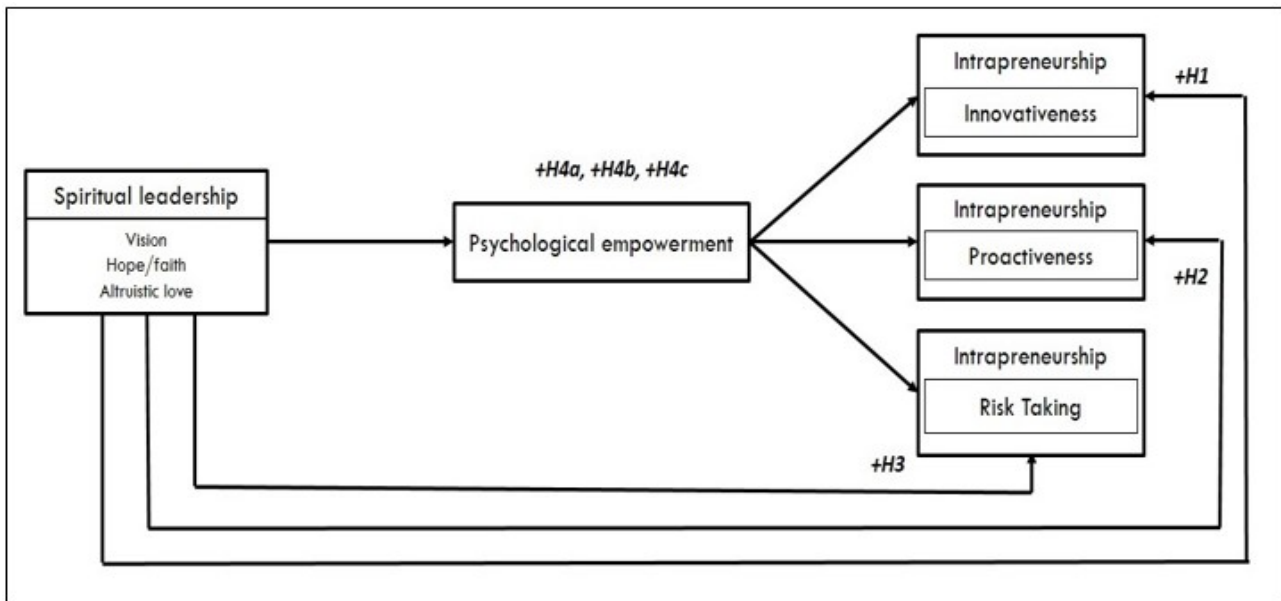 Intrapreneurship
+H1
Innovativeness
+H4a, +H4b, +H4c
Spiritual leadership
Vision
Hope/faith
Altruistic love
Psychological empowerment
Intrapreneurship
Proactiveness
+H2
Intrapreneurship
Risk Taking
+H3